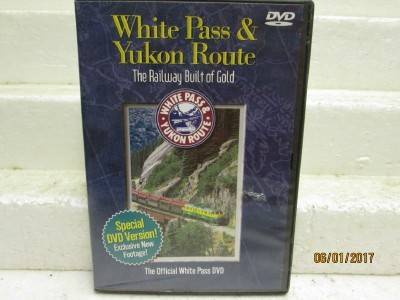 DVD
White Pass &
Yukon Route
The Railway Built of Gold
WHITE PASS &
YUKON ROUTE
Special
DVD Version!
Exclusive New
Footage!
The Official White Pass DVD
06/01/2017